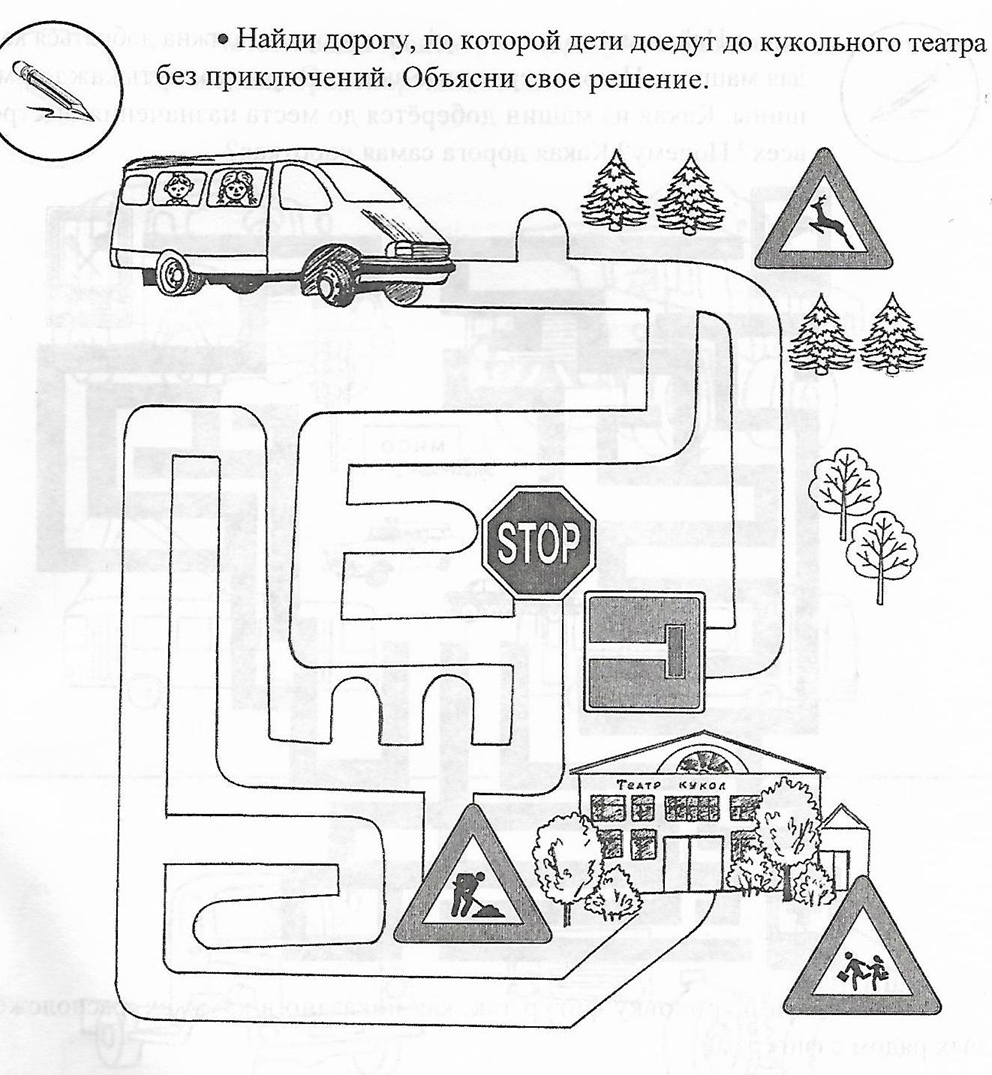 • Найди дорогу, по которой дети доедут до кукольного театра
без приключений. Объясни свое решение.
STOP
Театр кукол